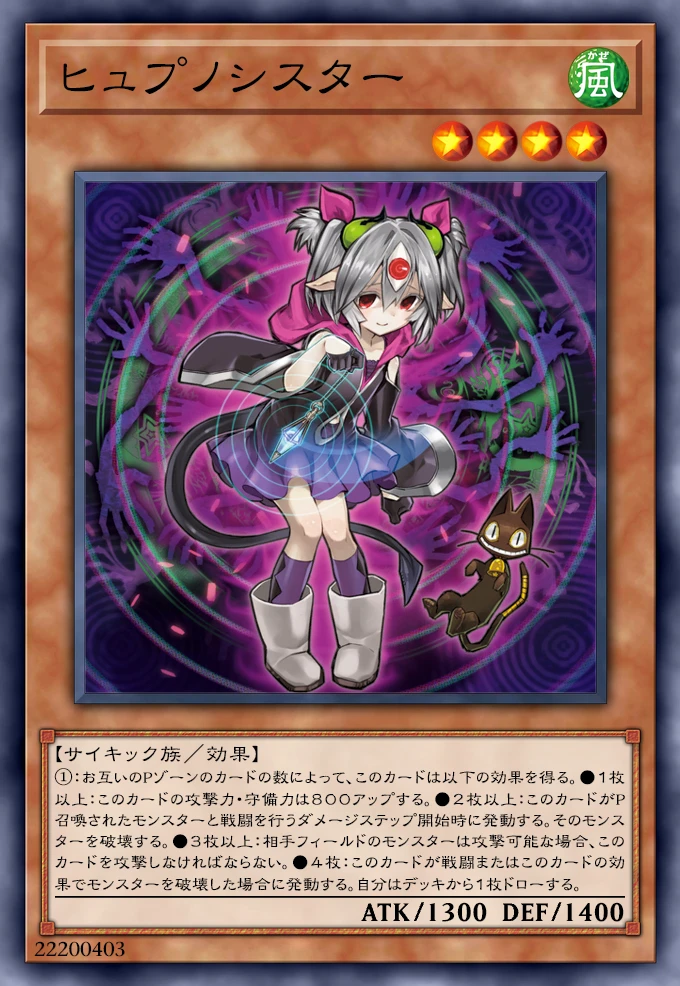 ヒュプノシスター
かぜ
風
【サイキック族／効果】
①：お互いのPゾーンのカードの数によって、このカードは以下の効果を得る。●1枚
以上：このカードの攻撃力・守備力は800アップする。●2枚以上：このカードがP
召喚されたモンスターと戦闘を行うダメージステップ開始時に発動する。そのモンス
ターを破壊する。●3枚以上：相手フィールドのモンスターは攻撃可能な場合、この
カードを攻撃しなければならない。●4枚：このカードが戦闘またはこのカードの効
果でモンスターを破壊した場合に発動する。自分はデッキから1枚ドローする。
ATK/1300 DEF/1400
22200403